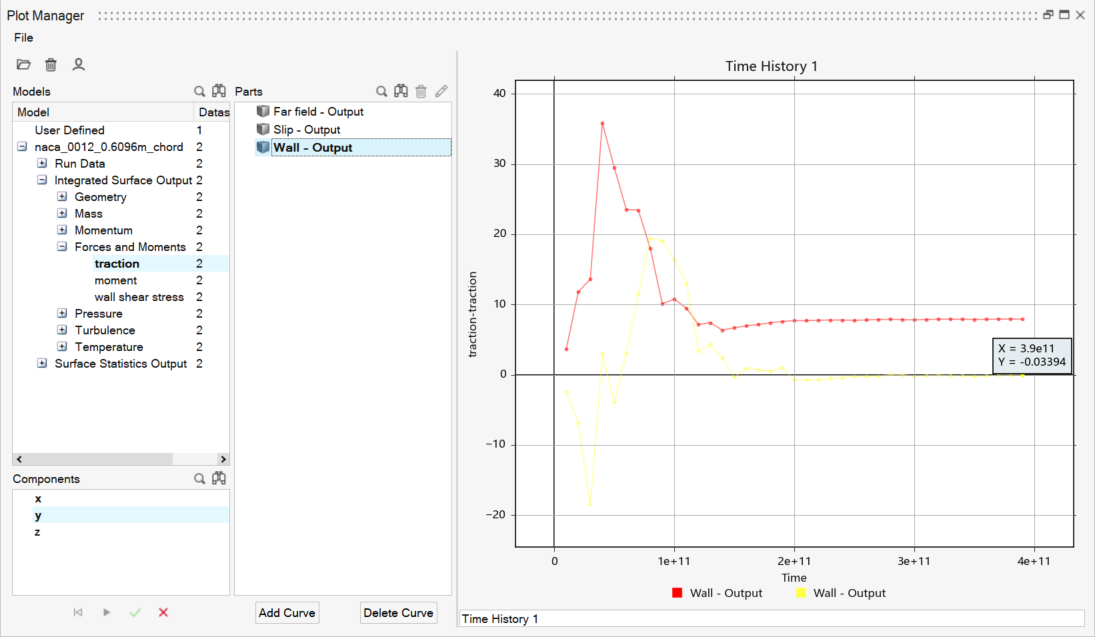 Plot Manager
File
Models
Model Datas
User Defined 1
naca_0012_0.6096m_chord 2
Run Data 2
Integrated Surface Output 2
Geometry 2
Mass 2
Momentum 2
Forces and Moments 2
traction 2
moment 2
wall shear stress 2
Pressure 2
Turbulence 2
Temperature 2
Surface Statistics Output 2
Components
x
y
z
Parts
Far field - Output
Slip - Output
Wall - Output
Add Curve Delete Curve
Time History 1
traction-traction
40
30
20
10
0
−10
−20
X = 3.9e11
Y = -0.03394
0 1e+11 2e+11 3e+11 4e+11
Time
Wall - Output Wall - Output
Time History 1